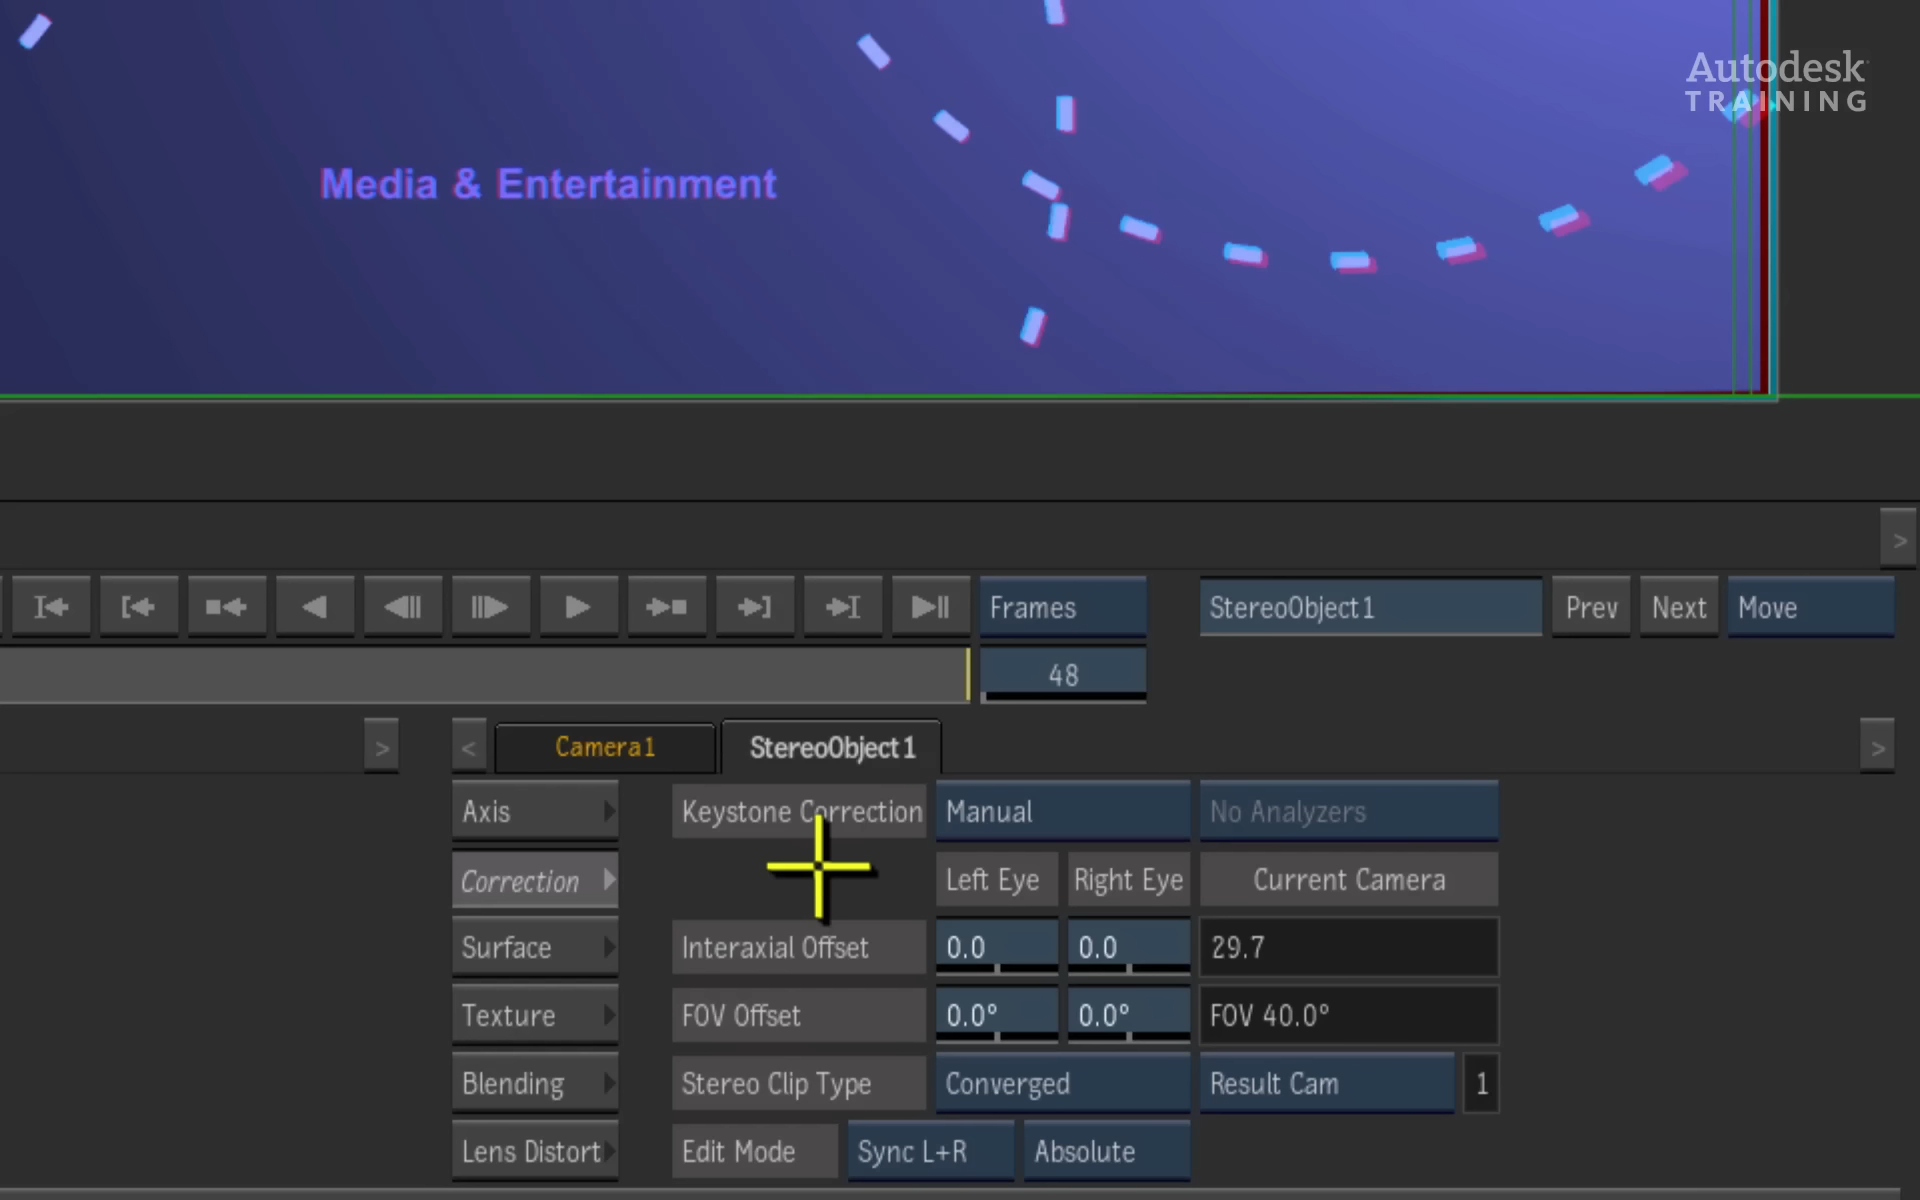 Autodesk
TRAINING
Media & Entertainment
>
Frames
StereoObject1
Prev
Next
Move
48
>
<
Camera1
StereoObject1
>
Axis
Keystone Correction
Manual
No Analyzers
Correction
Left Eye
Right Eye
Current Camera
Surface
Interaxial Offset
0.0
0.0
29.7
Texture
FOV Offset
0.0°
0.0°
FOV 40.0°
Blending
Stereo Clip Type
Converged
Result Cam
1
Lens Distort
Edit Mode
Sync L+R
Absolute